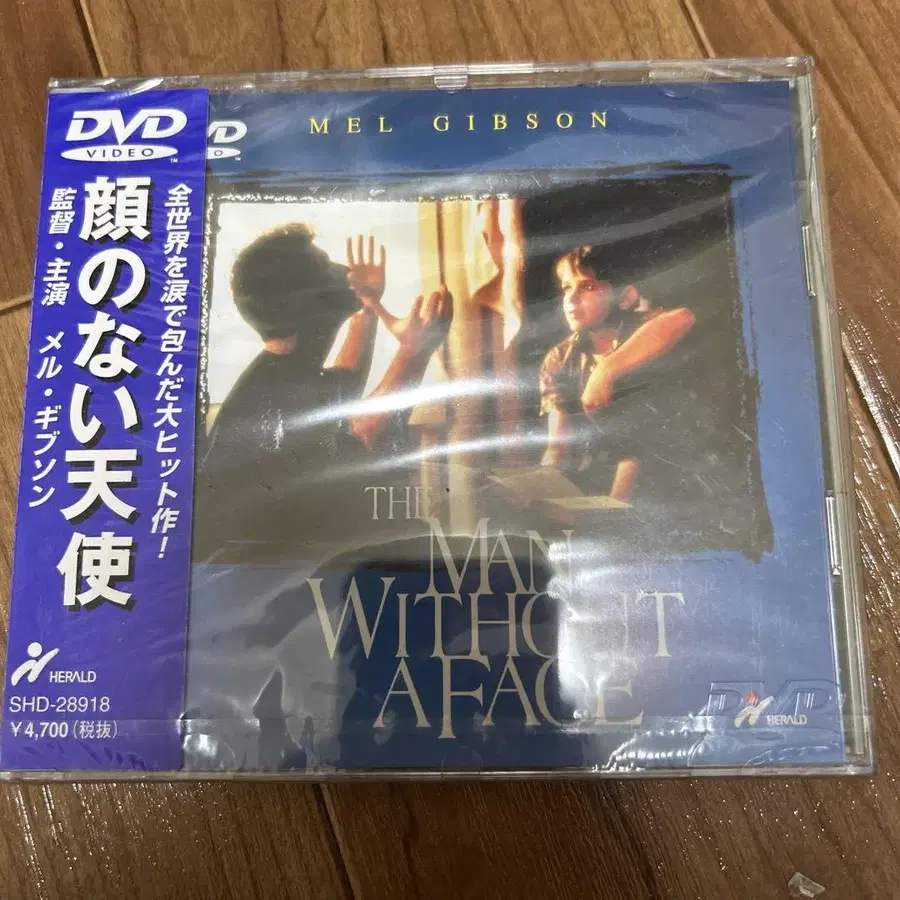 DVD
VIDEO
TM
全世界を涙で包んだ大ヒット作!
顔のない天使
監督・主演 メル・ギブソン
HERALD
SHD-28918
¥4,700(税抜)
MEL GIBSON
THE
MAN
WITHOUT
A FACE
DVD
HERALD